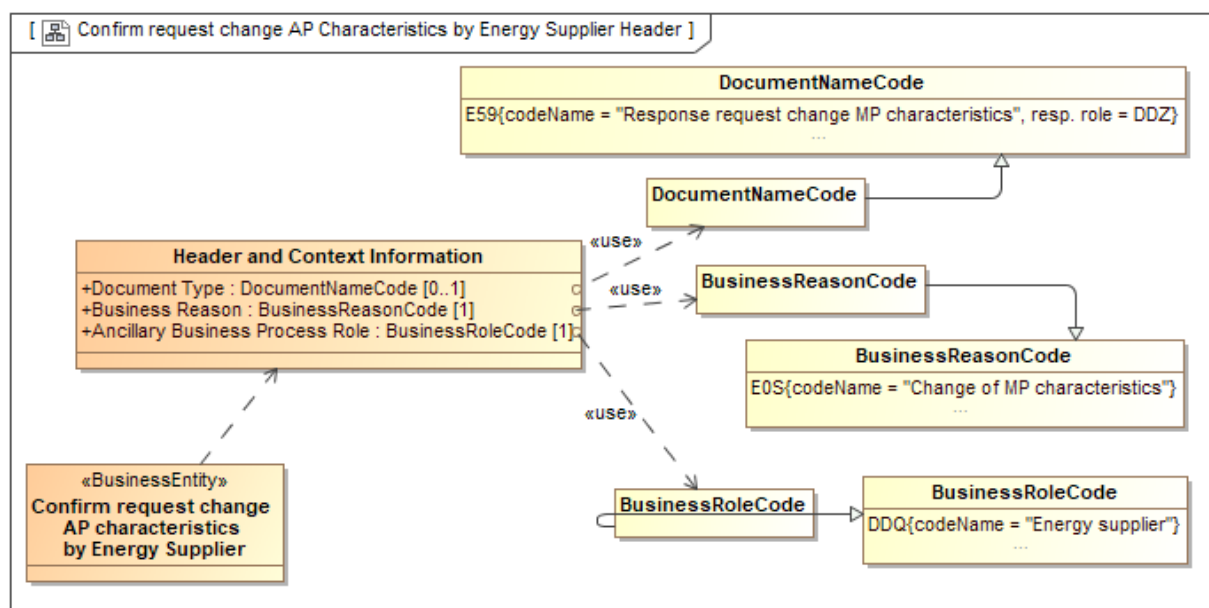 [ Confirm request change AP Characteristics by Energy Supplier Header ]
DocumentNameCode
E59{codeName = "Response request change MP characteristics", resp. role = DDZ}
...
DocumentNameCode
«use»
Header and Context Information
+Document Type : DocumentNameCode [0..1]
+Business Reason : BusinessReasonCode [1]
+Ancillary Business Process Role : BusinessRoleCode [1]
«use»
BusinessReasonCode
BusinessReasonCode
E0S{codeName = "Change of MP characteristics"}
...
«use»
«BusinessEntity»
Confirm request change
AP characteristics
by Energy Supplier
BusinessRoleCode
BusinessRoleCode
DDQ{codeName = "Energy supplier"}
...